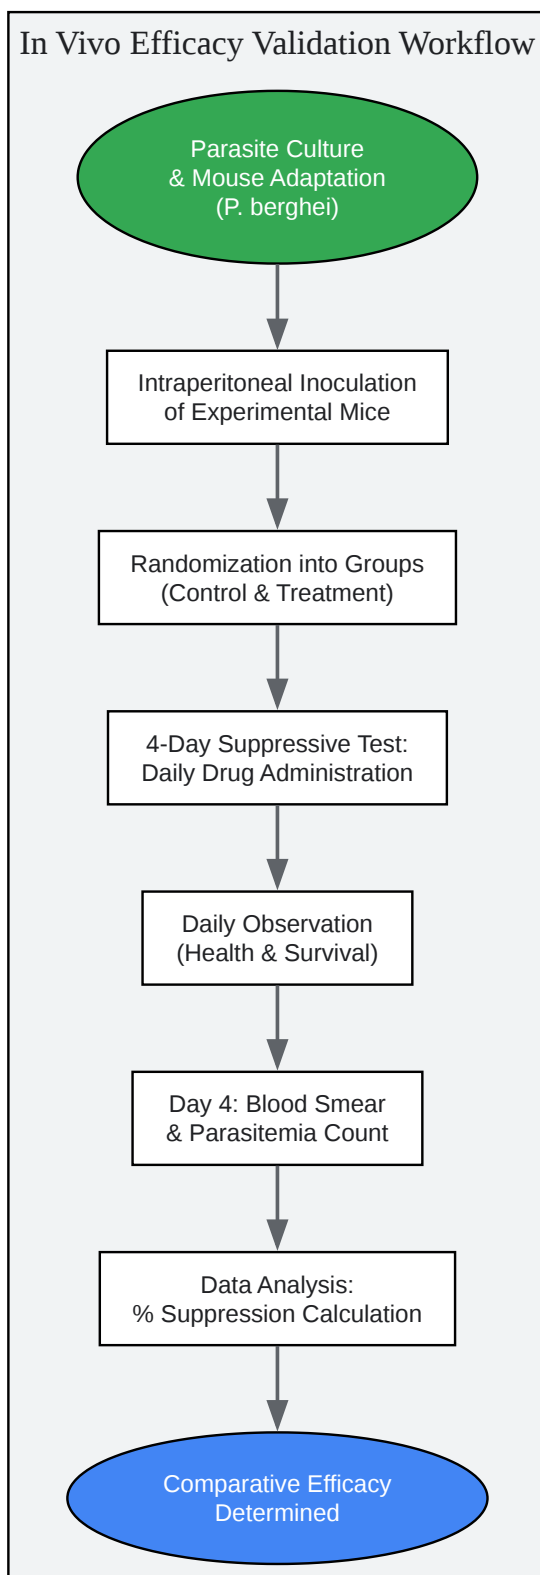 In Vivo Efficacy Validation Workflow
Parasite Culture
& Mouse Adaptation
(P. berghei)
Intraperitoneal Inoculation
of Experimental Mice
Randomization into Groups
(Control & Treatment)
4-Day Suppressive Test:
Daily Drug Administration
Daily Observation
(Health & Survival)
Day 4: Blood Smear
& Parasitemia Count
Data Analysis:
% Suppression Calculation
Comparative Efficacy
Determined